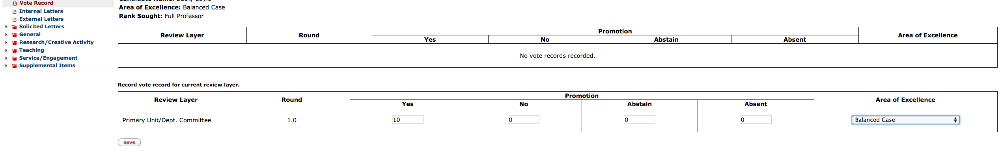 Vote Record
Internal Letters
External Letters
Solicited Letters
General
Research/Creative Activity
Teaching
Service/Engagement
Supplemental Items
Area of Excellence: Balanced Case
Rank Sought: Full Professor
Review Layer Round Promotion Area of Excellence
Yes No Abstain Absent
No vote records recorded.
Record vote record for current review layer.
Review Layer Round Promotion Area of Excellence
Yes No Abstain Absent
Primary Unit/Dept. Committee 1.0 10 0 0 0 Balanced Case
save